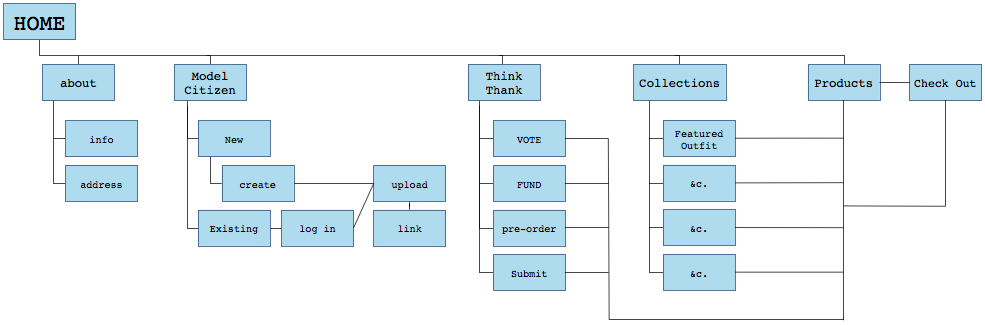 HOME
about
Model
Citizen
Think
Thank
Collections
Products
Check Out
info
New
VOTE
Featured
Outfit
address
create
upload
FUND
&c.
Existing
log in
link
pre-order
&c.
Submit
&c.